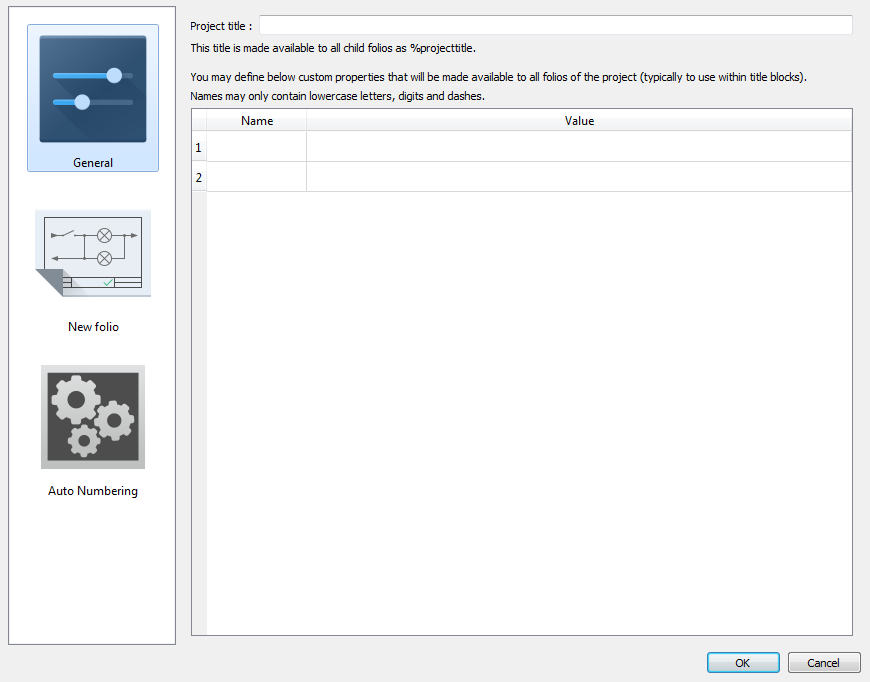 Project title :
This title is made available to all child folios as %projecttitle.
You may define below custom properties that will be made available to all folios of the project (typically to use within title blocks).
Names may only contain lowercase letters, digits and dashes.
Name Value
1
2
General
New folio
Auto Numbering
OK Cancel